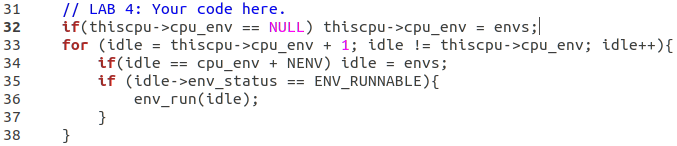 31 // LAB 4: Your code here.
32 if(thiscpu->cpu_env == NULL) thiscpu->cpu_env = envs;
33 for (idle = thiscpu->cpu_env + 1; idle != thiscpu->cpu_env; idle++){
34 if(idle == cpu_env + NENV) idle = envs;
35 if (idle->env_status == ENV_RUNNABLE){
36 env_run(idle);
37 }
38 }